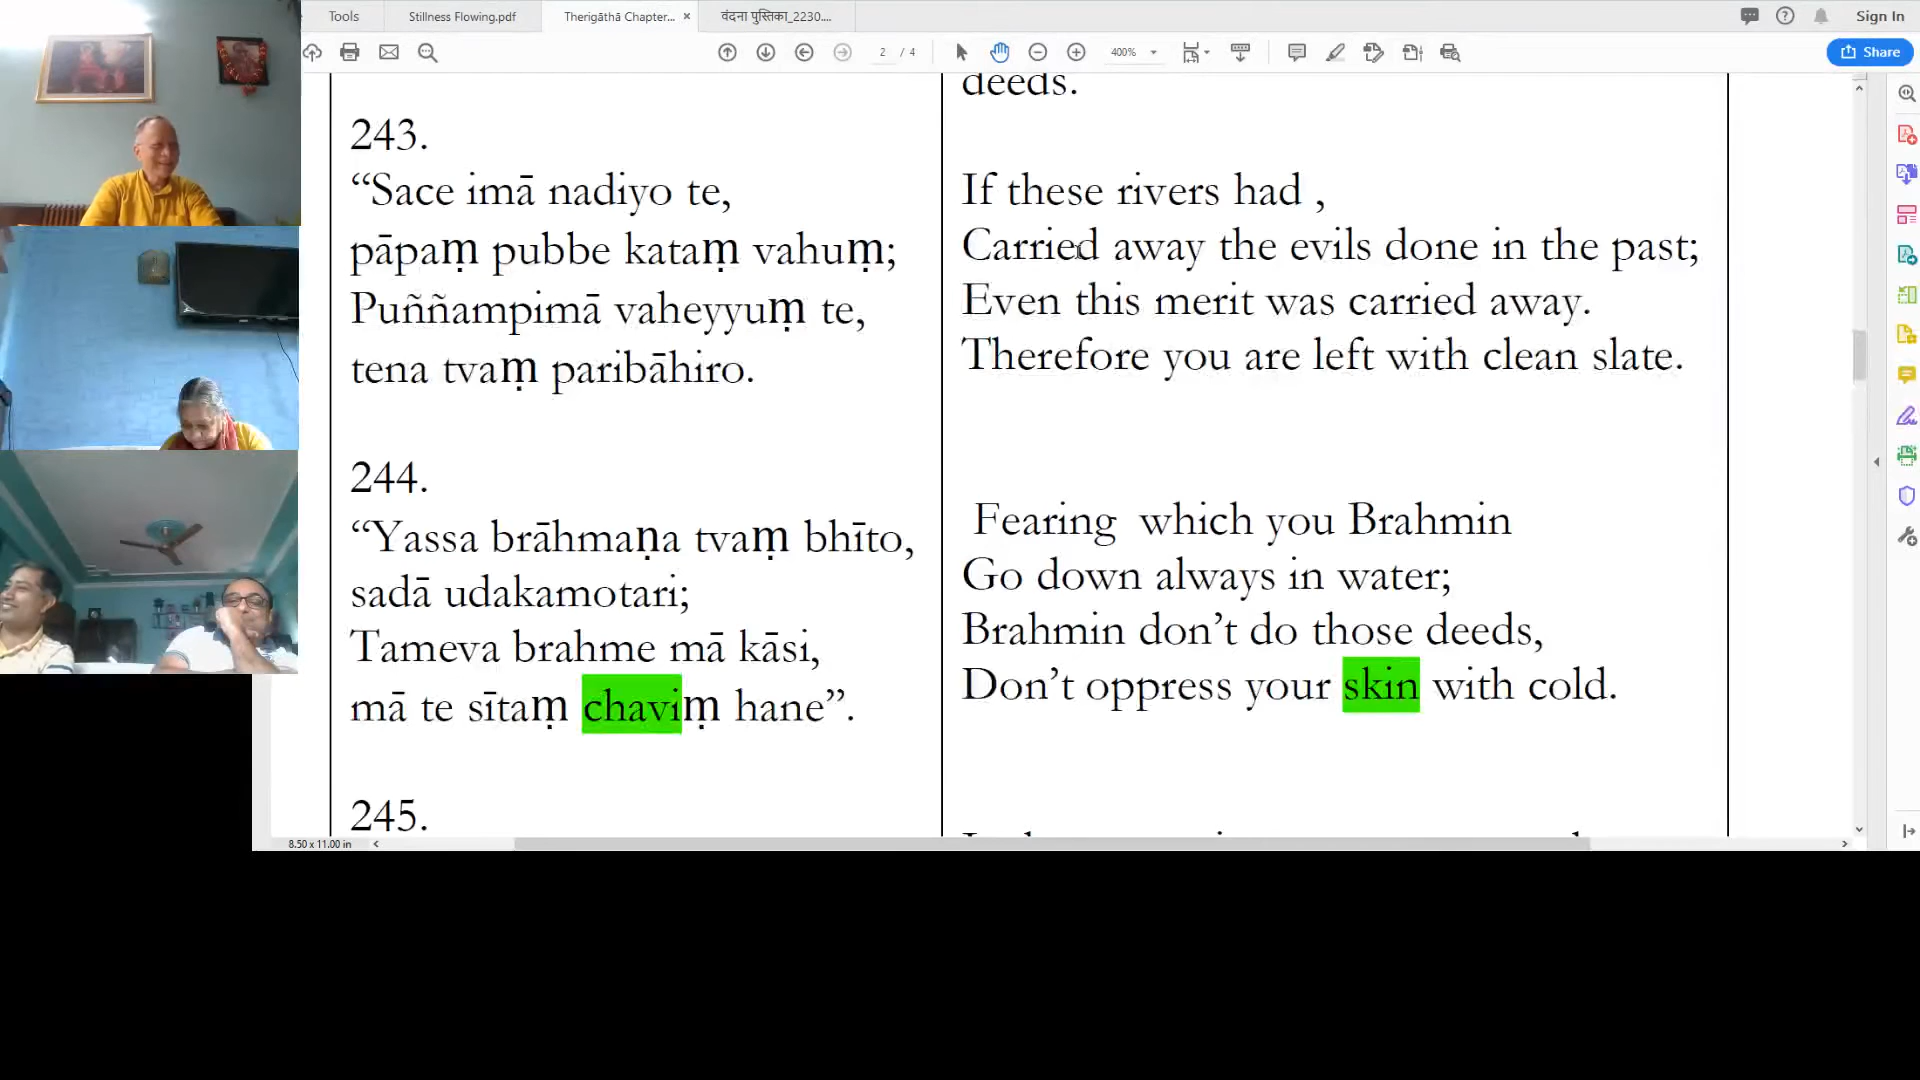 Tools
Stillness Flowing.pdf
Therigāthā Chapter... ×
वंदना पुस्तिका_2230....
Sign In
2 / 4
400%
Share
deeds.
243.
“Sace imā nadiyo te,
pāpaṃ pubbe kataṃ vahuṃ;
Puññampimā vaheyyuṃ te,
tena tvaṃ paribāhiro.
If these rivers had ,
Carried away the evils done in the past;
Even this merit was carried away.
Therefore you are left with clean slate.
244.
“Yassa brāhmaṇa tvaṃ bhīto,
sadā udakamotari;
Tameva brahme mā kāsi,
mā te sītaṃ chaviṃ hane”.
Fearing which you Brahmin
Go down always in water;
Brahmin don’t do those deeds,
Don’t oppress your skin with cold.
245.
8.50 x 11.00 in